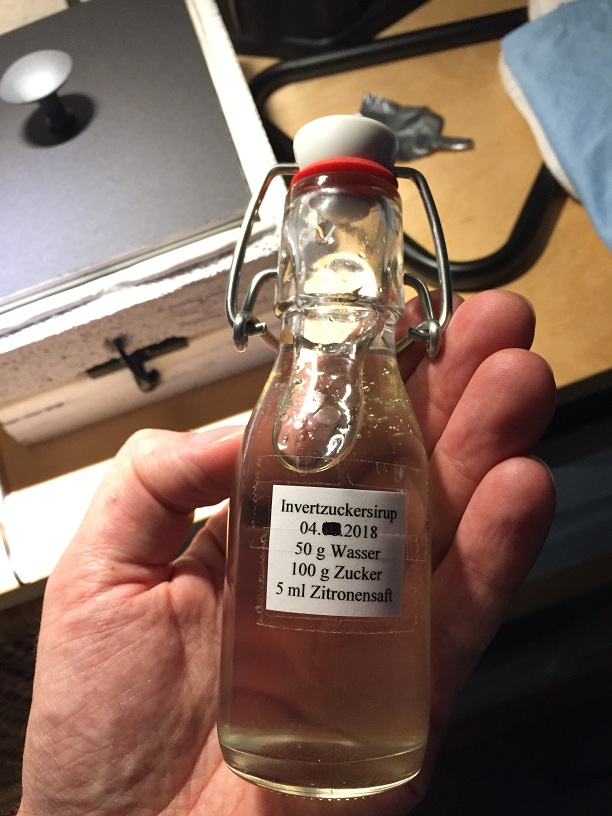 Invertzuckersirup
04. .2018
50 g Wasser
100 g Zucker
5 ml Zitronensaft